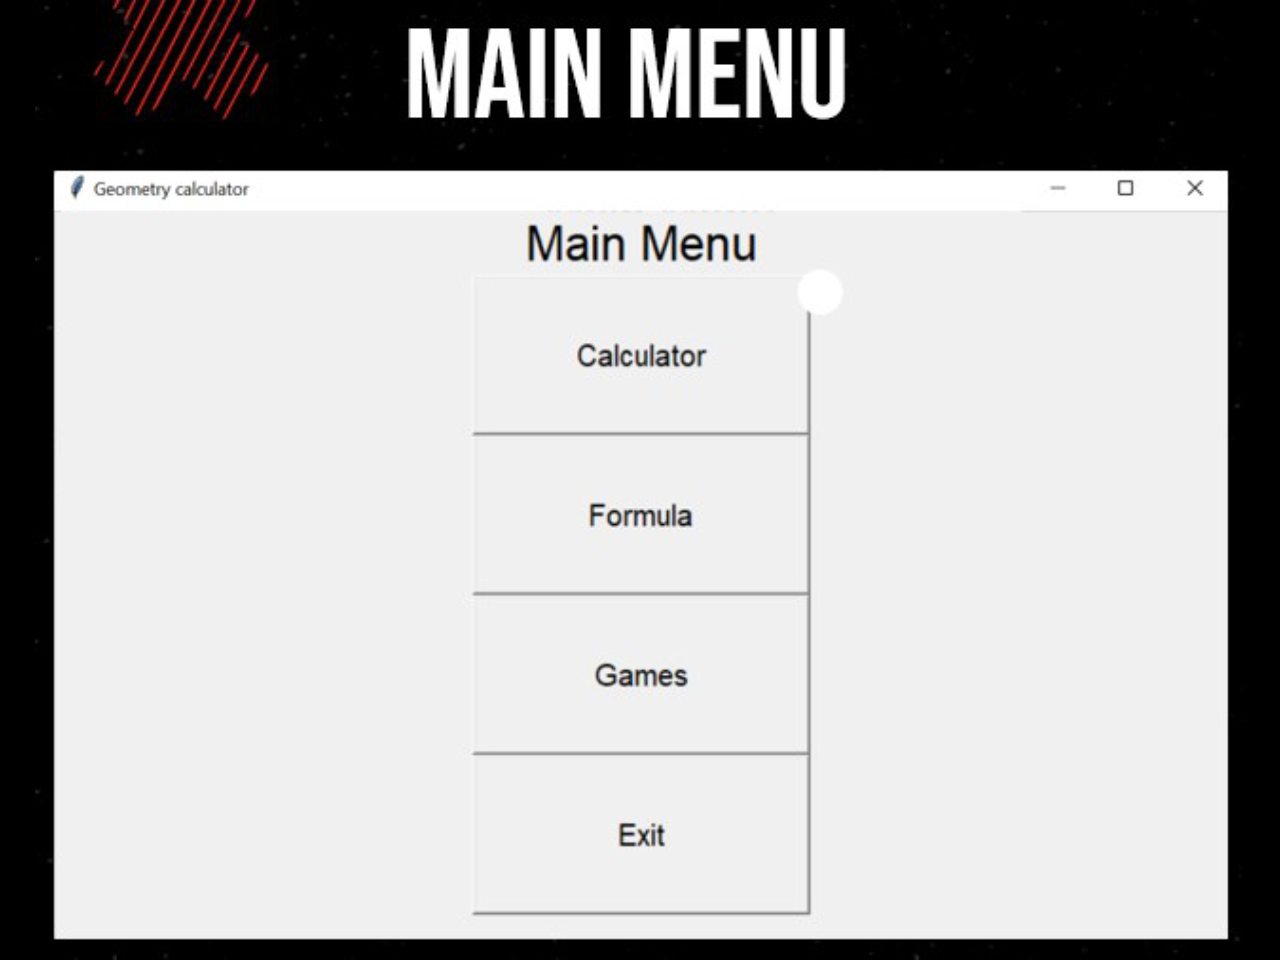 MAIN MENU
Geometry calculator
Main Menu
Calculator
Formula
Games
Exit